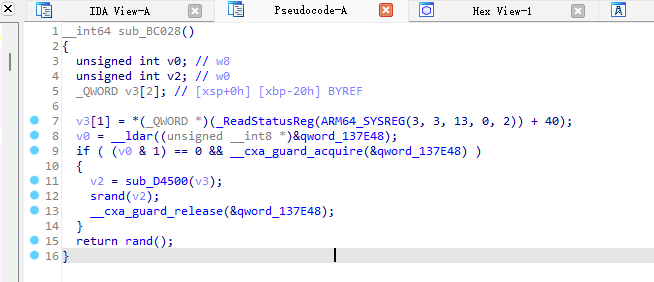 IDA View-A
Pseudocode-A
Hex View-1
A
1 __int64 sub_BC028()
2 {
3 unsigned int v0; // w8
4 unsigned int v2; // w0
5 _QWORD v3[2]; // [xsp+0h] [xbp-20h] BYREF
6
7 v3[1] = *(_QWORD *)(_ReadStatusReg(ARM64_SYSREG(3, 3, 13, 0, 2)) + 40);
8 v0 = __ldar((unsigned __int8 *)&qword_137E48);
9 if ( (v0 & 1) == 0 && __cxa_guard_acquire(&qword_137E48) )
10 {
11 v2 = sub_D4500(v3);
12 srand(v2);
13 __cxa_guard_release(&qword_137E48);
14 }
15 return rand();
16 }